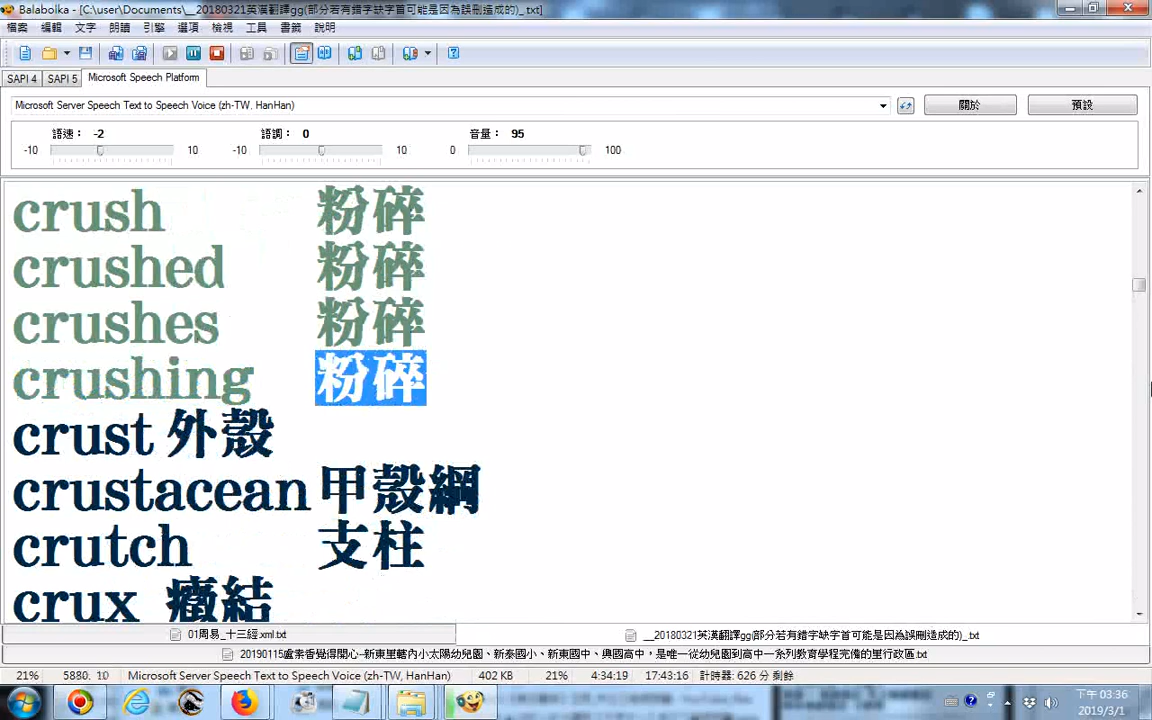 Balabolka - [C:\user\Documents\__20180321英漢翻譯gg(部分若有錯字缺字首可能是因為誤刪造成的)_.txt]
檔案 編輯 文字 朗讀 引擎 選項 檢視 工具 書籤 說明
SAPI 4 SAPI 5 Microsoft Speech Platform
Microsoft Server Speech Text to Speech Voice (zh-TW, HanHan) 關於 預設
語速： -2 語調： 0 音量： 95
-10 10 -10 10 0 100
crush 粉碎
crushed 粉碎
crushes 粉碎
crushing 粉碎
crust 外殼
crustacean 甲殼綱
crutch 支柱
crux 癥結
01周易_十三經.xml.txt __20180321英漢翻譯gg(部分若有錯字缺字首可能是因為誤刪造成的)_.txt
20190115盧素香覺得開心-新東里轄內小太陽幼兒園、新泰國小、新東國中、興國高中，是唯一從幼兒園到高中一系列教育學程完備的里行政區.txt
21% 5880. 10 Microsoft Server Speech Text to Speech Voice (zh-TW, HanHan) 402 KB 21% 4:34:19 17:43:16 計時器: 626 分 剩餘
下午 03:36
2019/3/1